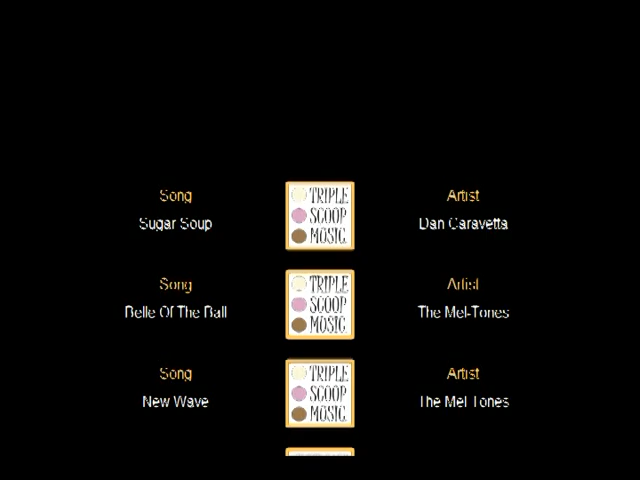 Song
TRIPLE
SCOOP
MUSIC
Artist
Sugar Soup
Dan Caravetta
Song
TRIPLE
SCOOP
MUSIC
Artist
Belle Of The Ball
The Mel-Tones
Song
TRIPLE
SCOOP
MUSIC
Artist
New Wave
The Mel Tones